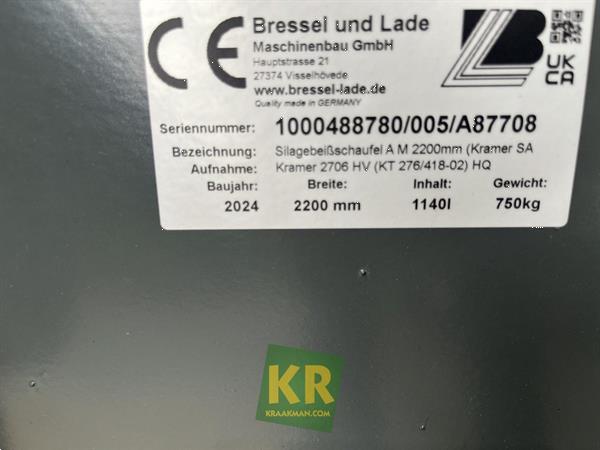 CE
Bressel und Lade
Maschinenbau GmbH
Hauptstrasse 21
27374 Visselhövede
www.bressel-lade.de
Quality made in GERMANY
UK
CA
Seriennummer: 1000488780/005/A87708
Bezeichnung: Silagebeißschaufel A M 2200mm (Kramer SA
Aufnahme: Kramer 2706 HV (KT 276/418-02) HQ
Baujahr: Breite: Inhalt: Gewicht:
2024 2200 mm 1140l 750kg
KR
KRAAKMAN.COM